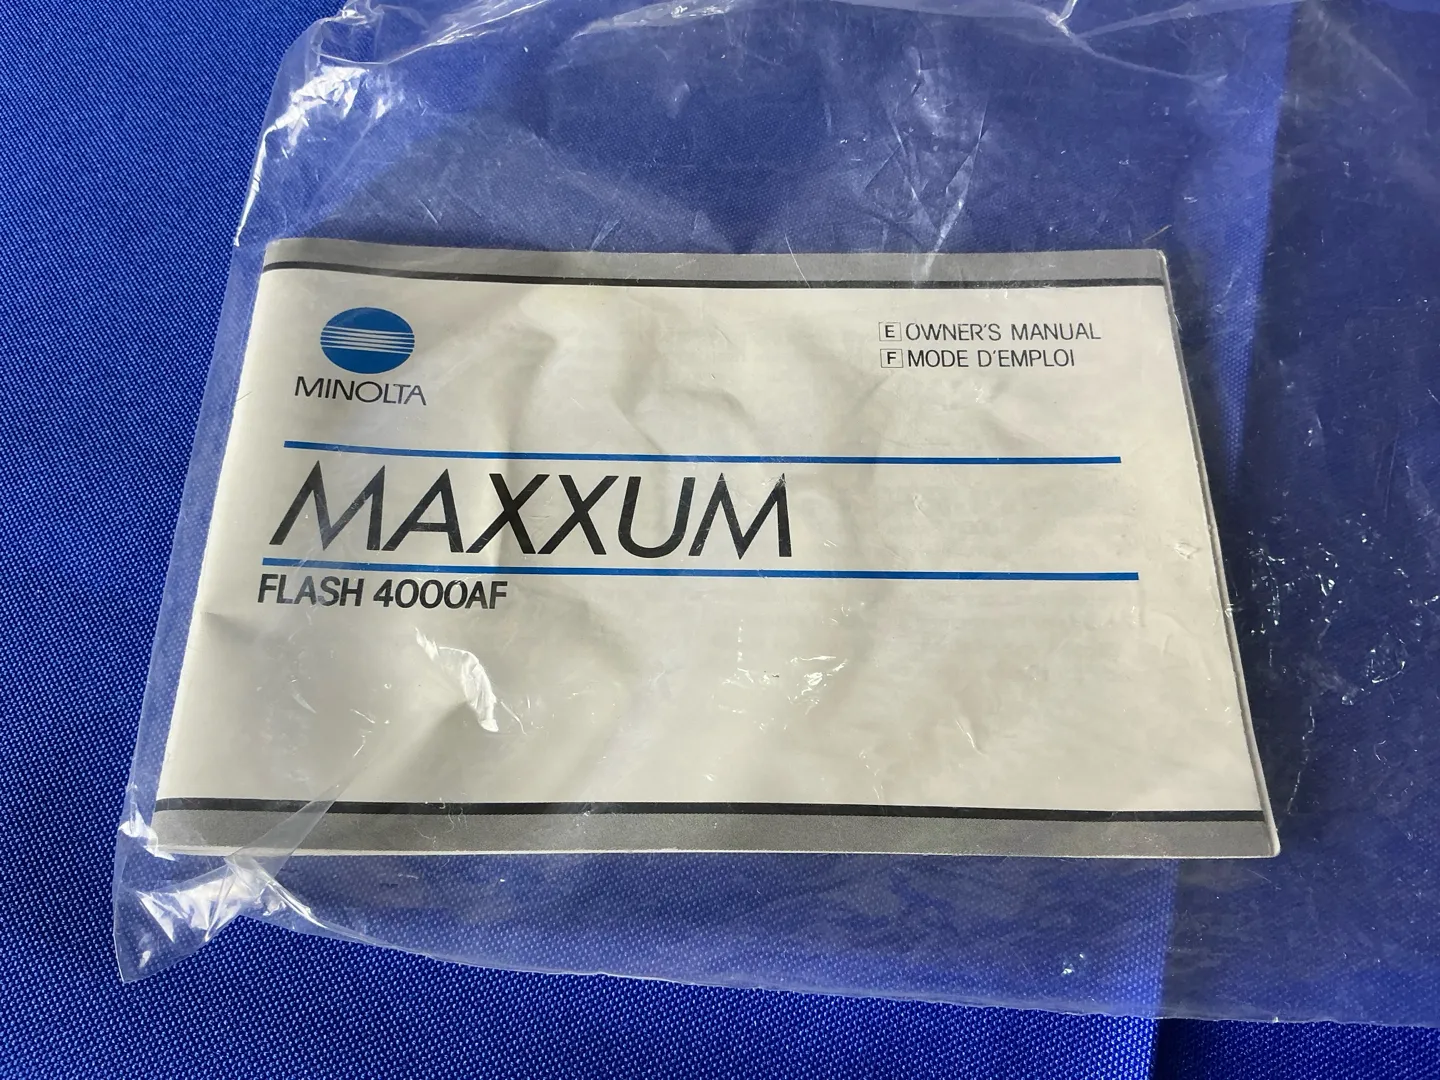 MINOLTA
E OWNER'S MANUAL
F MODE D'EMPLOI
MAXXUM
FLASH 4000AF